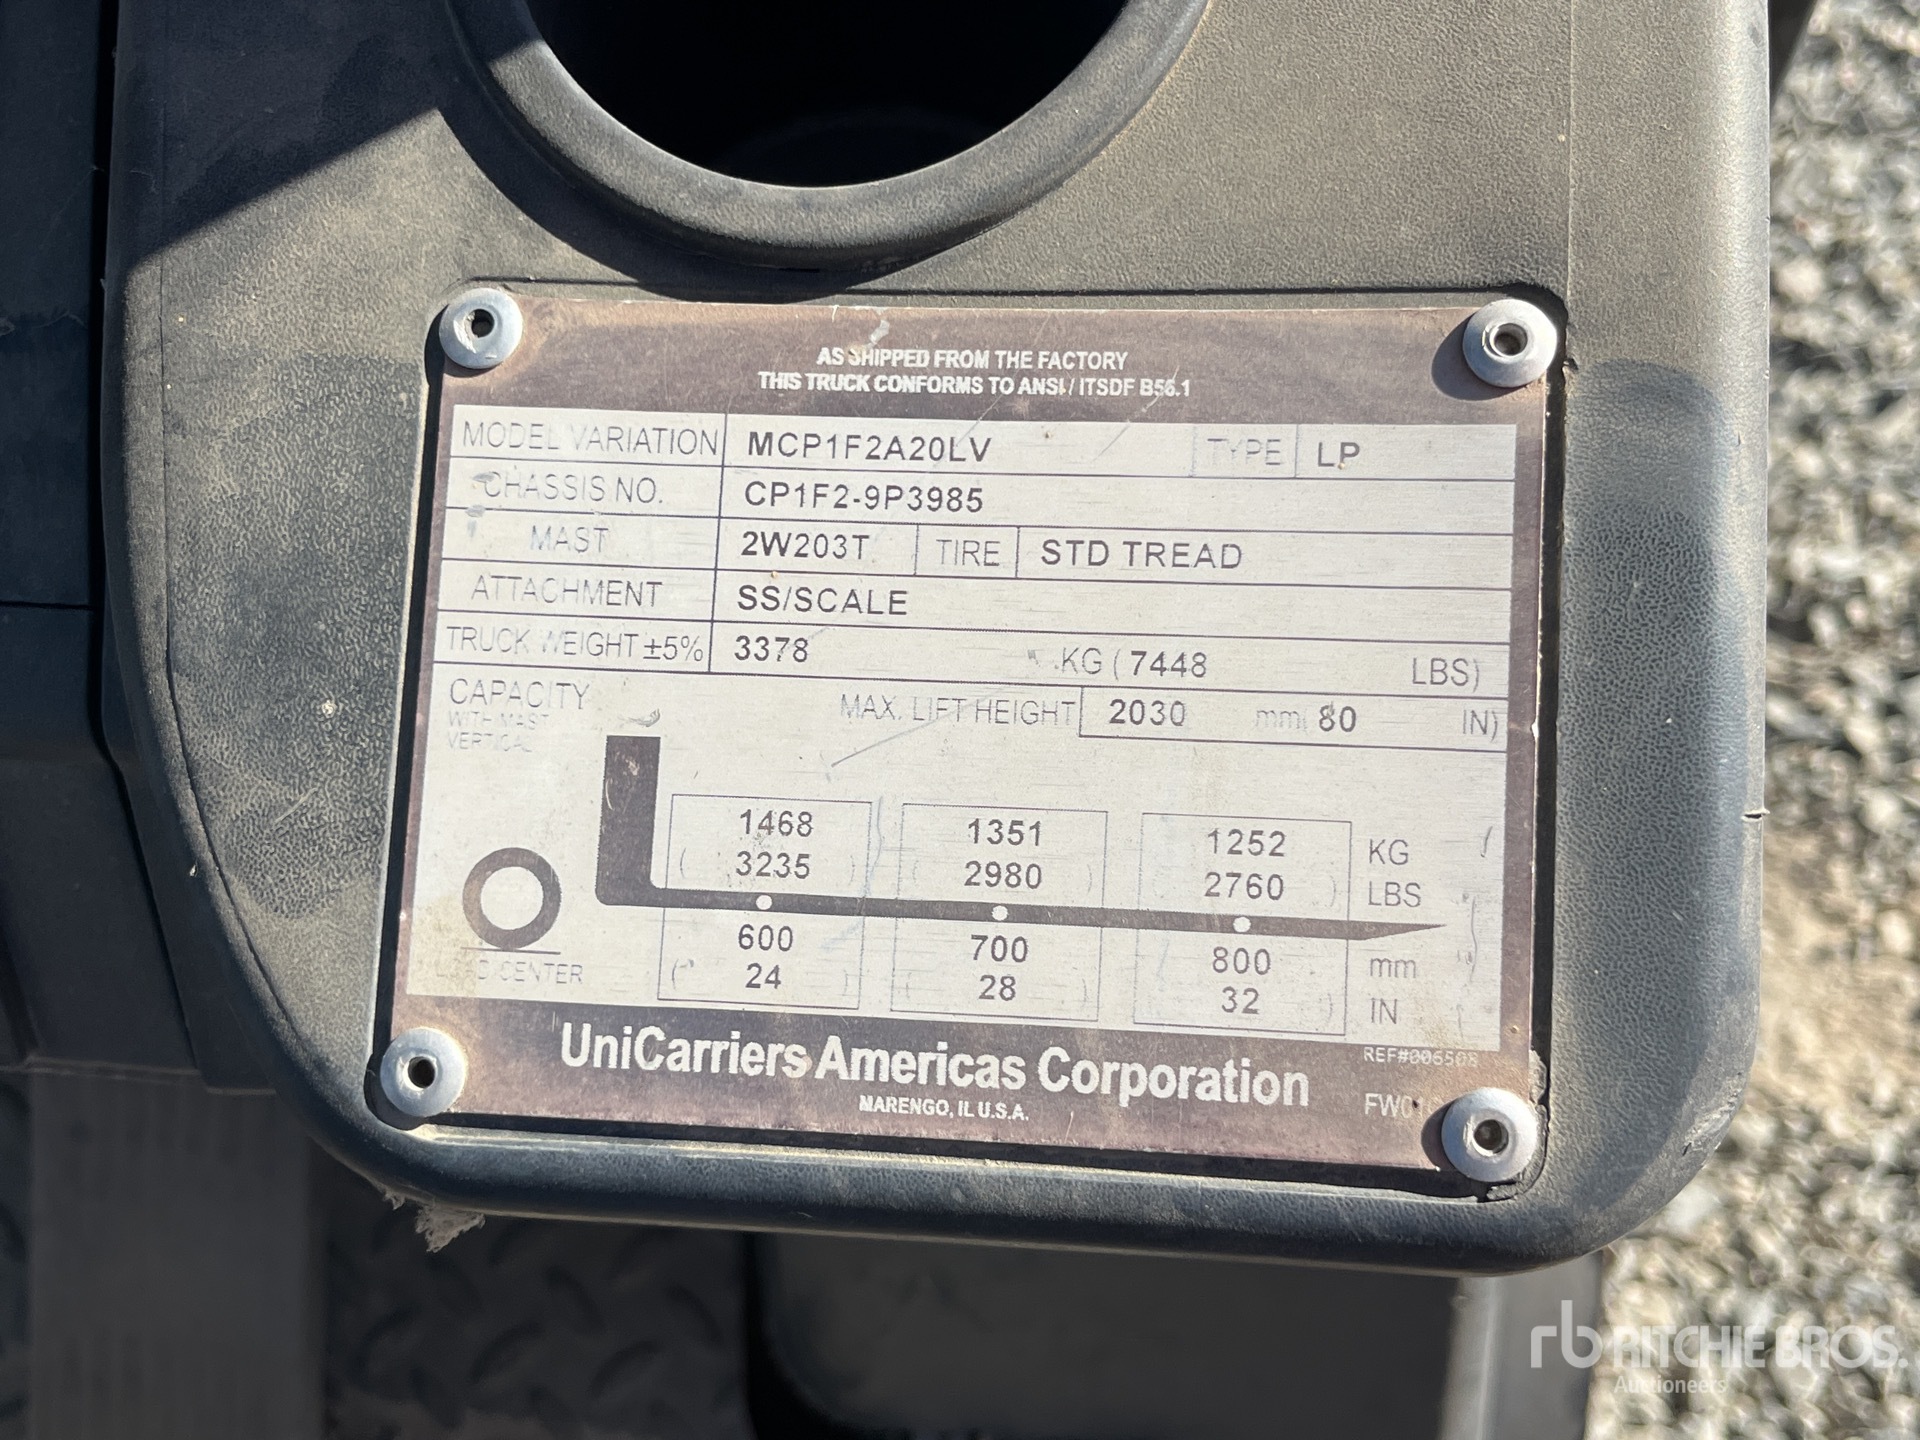 AS SHIPPED FROM THE FACTORY
THIS TRUCK CONFORMS TO ANSI / ITSDF B56.1
MODEL VARIATION MCP1F2A20LV TYPE LP
CHASSIS NO. CP1F2-9P3985
MAST 2W203T TIRE STD TREAD
ATTACHMENT SS/SCALE
TRUCK WEIGHT ±5% 3378 KG ( 7448 LBS)
CAPACITY MAX. LIFT HEIGHT 2030 mm( 80 IN)
WITH MAST
VERTICAL
1468 1351 1252 KG
( 3235 ) ( 2980 ) ( 2760 ) LBS
600 700 800 mm
LOAD CENTER ( 24 ) ( 28 ) ( 32 ) IN
UniCarriers Americas Corporation REF#006508
MARENGO, IL U.S.A.
rb RITCHIE BROS.
Auctioneers